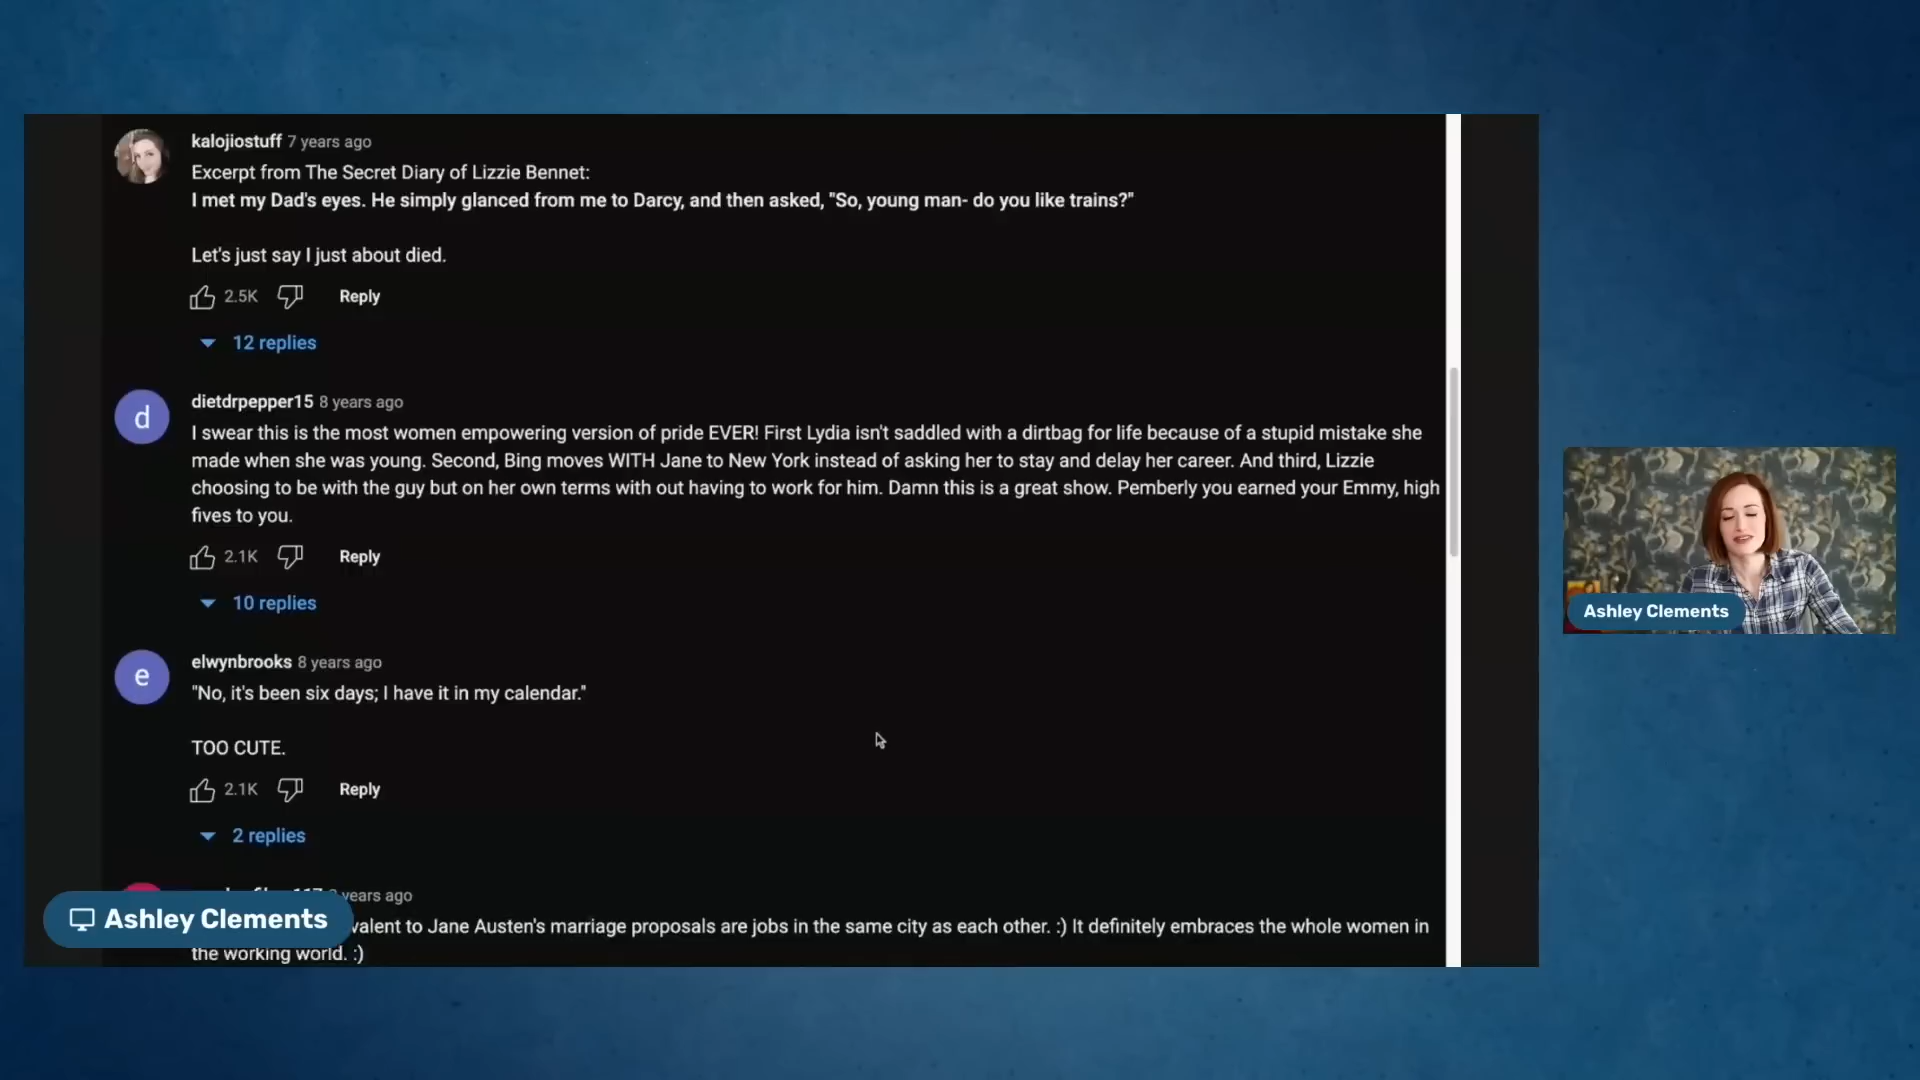 kalojiostuff 7 years ago
Excerpt from The Secret Diary of Lizzie Bennet:
I met my Dad's eyes. He simply glanced from me to Darcy, and then asked, "So, young man- do you like trains?"
Let's just say I just about died.
2.5K Reply
12 replies
d
dietdrpepper15 8 years ago
I swear this is the most women empowering version of pride EVER! First Lydia isn't saddled with a dirtbag for life because of a stupid mistake she
made when she was young. Second, Bing moves WITH Jane to New York instead of asking her to stay and delay her career. And third, Lizzie
choosing to be with the guy but on her own terms with out having to work for him. Damn this is a great show. Pemberly you earned your Emmy, high
fives to you.
2.1K Reply
10 replies
e
elwynbrooks 8 years ago
"No, it's been six days; I have it in my calendar."
TOO CUTE.
2.1K Reply
2 replies
years ago
valent to Jane Austen's marriage proposals are jobs in the same city as each other. :) It definitely embraces the whole women in
the working world. :)
Ashley Clements
Ashley Clements